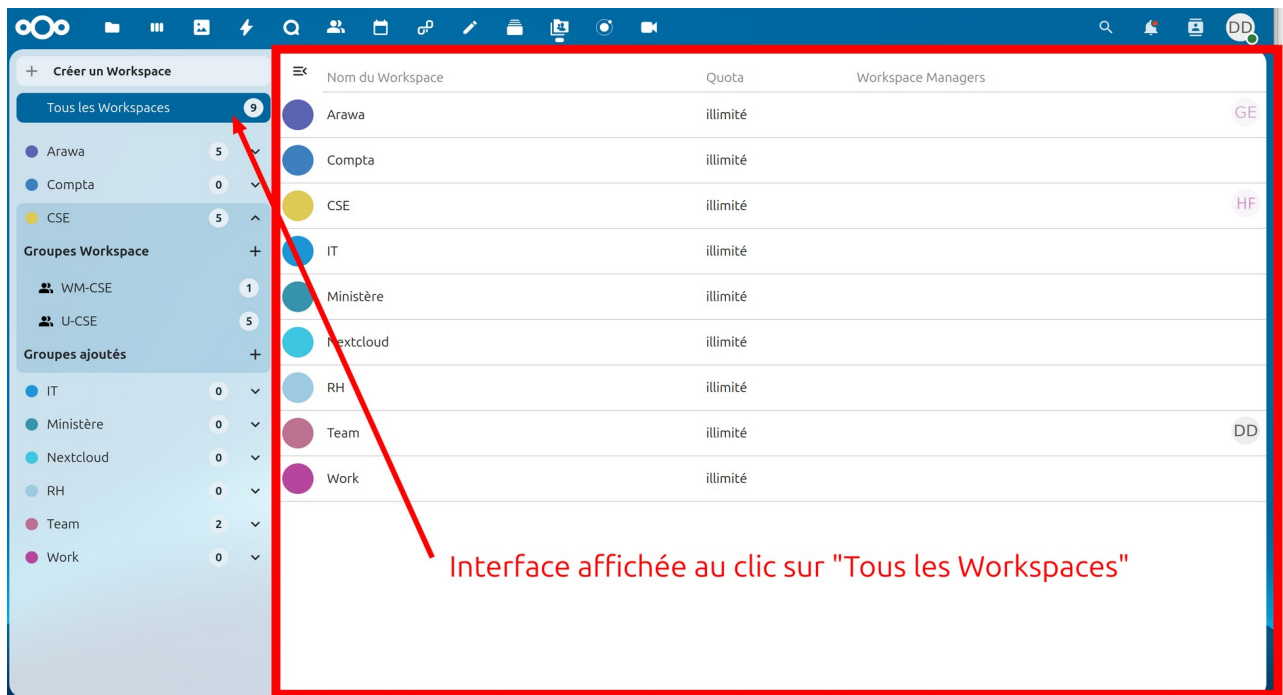 DD
+ Créer un Workspace
Tous les Workspaces 9
Arawa 5
Compta 0
CSE 5
Groupes Workspace +
WM-CSE 1
U-CSE 5
Groupes ajoutés +
IT 0
Ministère 0
Nextcloud 0
RH 0
Team 2
Work 0
Nom du Workspace Quota Workspace Managers
Arawa illimité GE
Compta illimité
CSE illimité HF
IT illimité
Ministère illimité
Nextcloud illimité
RH illimité
Team illimité DD
Work illimité
Interface affichée au clic sur "Tous les Workspaces"